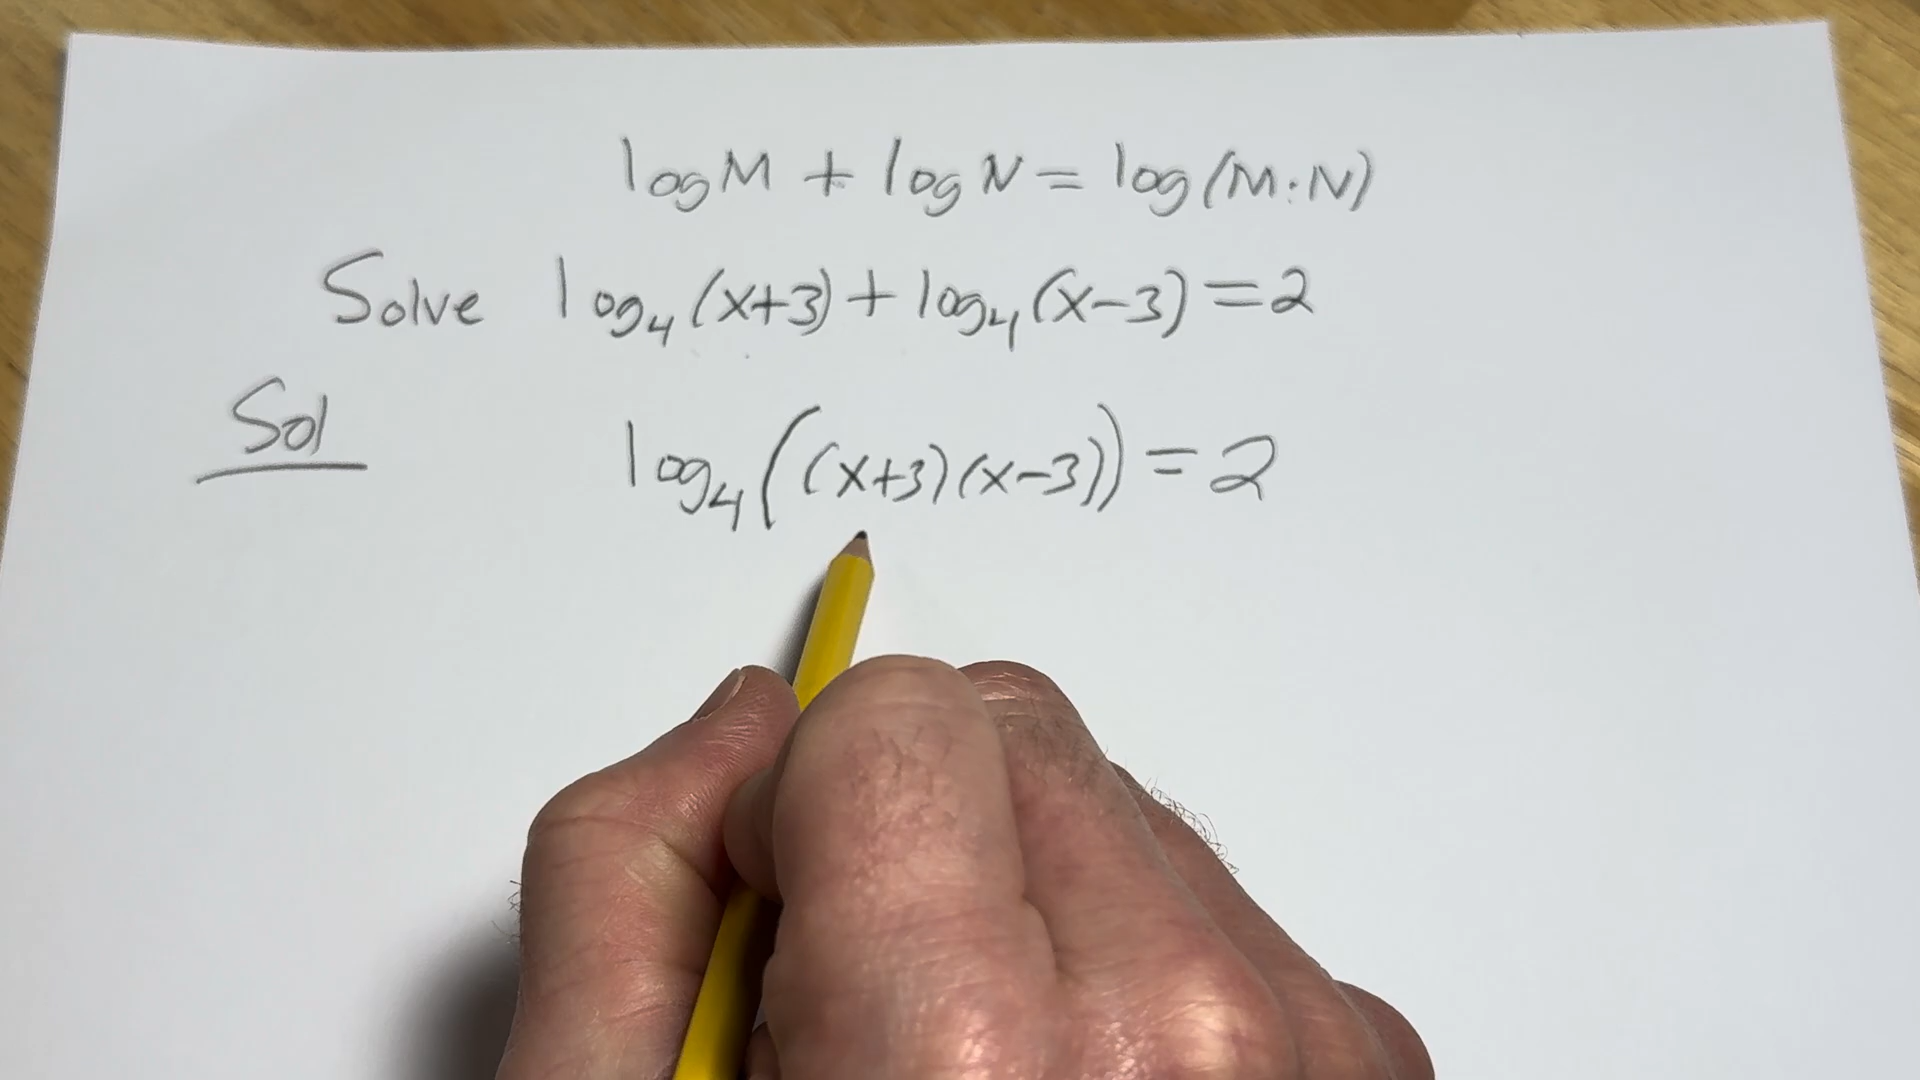 log M + log N = log(M·N)
Solve log₄(x+3) + log₄(x-3) = 2
Sol log₄((x+3)(x-3)) = 2